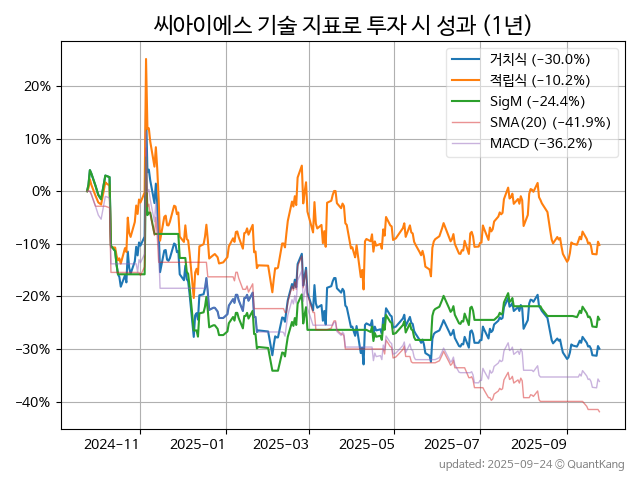 씨아이에스 기술 지표로 투자 시 성과 (1년)
거치식 (−30.0%)
적립식 (−10.2%)
SigM (−24.4%)
SMA(20) (−41.9%)
MACD (−36.2%)
20%
10%
0%
−10%
−20%
−30%
−40%
2024-11
2025-01
2025-03
2025-05
2025-07
2025-09
updated: 2025-09-24 © QuantKang